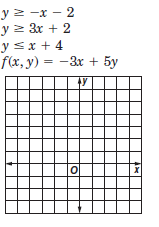 y ≥ −x − 2
y ≥ 3x + 2
y ≤ x + 4
f(x, y) = −3x + 5y
y
O
x